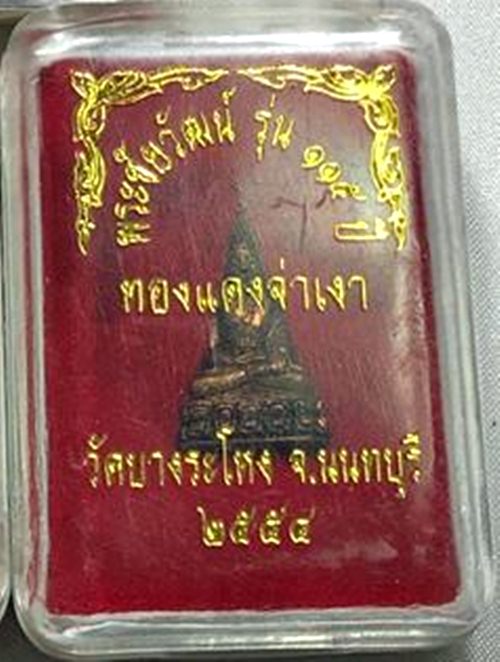 พระชัยวัฒน์ รุ่น ๑๑๕ ปี
ทองแดงจ่าเงา
วัดบางระโหง จ.นนทบุรี
๒๕๕๔